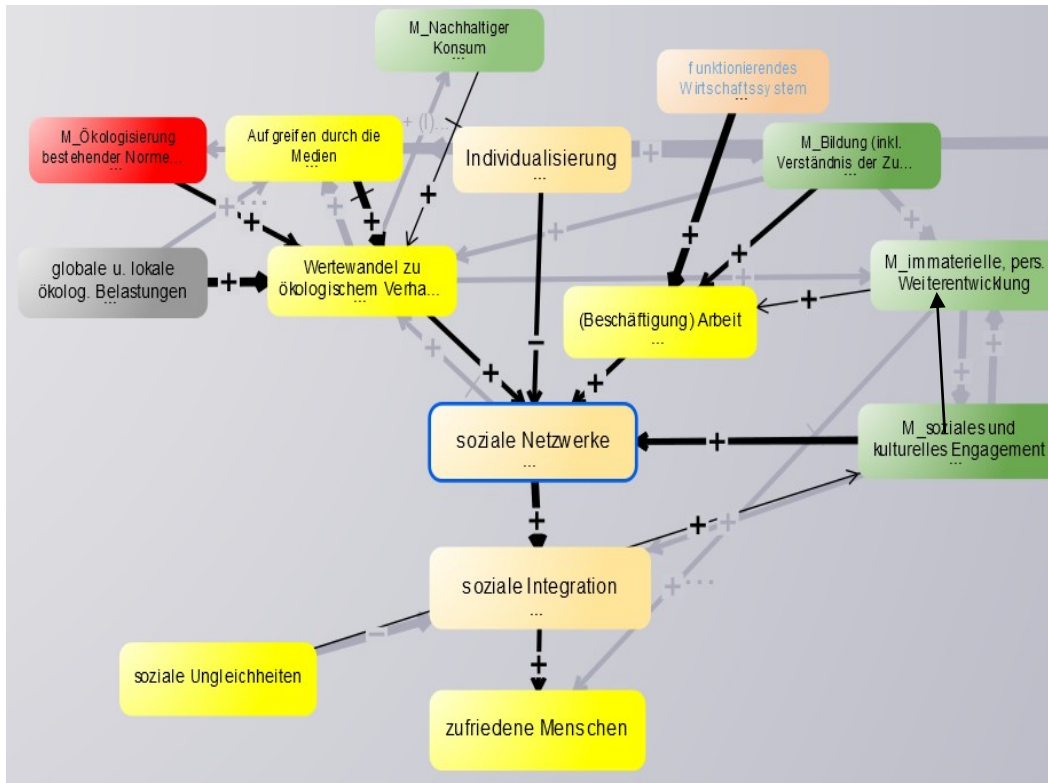 M_Nachhaltiger
Konsum
...
funktionierendes
Wirtschaftssystem
...
M_Ökologisierung
bestehender Norme...
...
Aufgreifen durch die
Medien
...
+ (I)...
Individualisierung
...
+
M_Bildung (inkl.
Verständnis der Zu...
...
+
+
+
+...
+
+
+
+
globale u. lokale
ökolog. Belastungen
...
+
Wertewandel zu
ökologischem Verha...
...
+
+
M_immaterielle, pers.
Weiterentwicklung
...
+
(Beschäftigung) Arbeit
...
–
+
+
+
+
+
soziale Netzwerke
...
+
M_soziales und
kulturelles Engagement
...
+
+
+
soziale Integration
...
+...
–
+
soziale Ungleichheiten
zufriedene Menschen